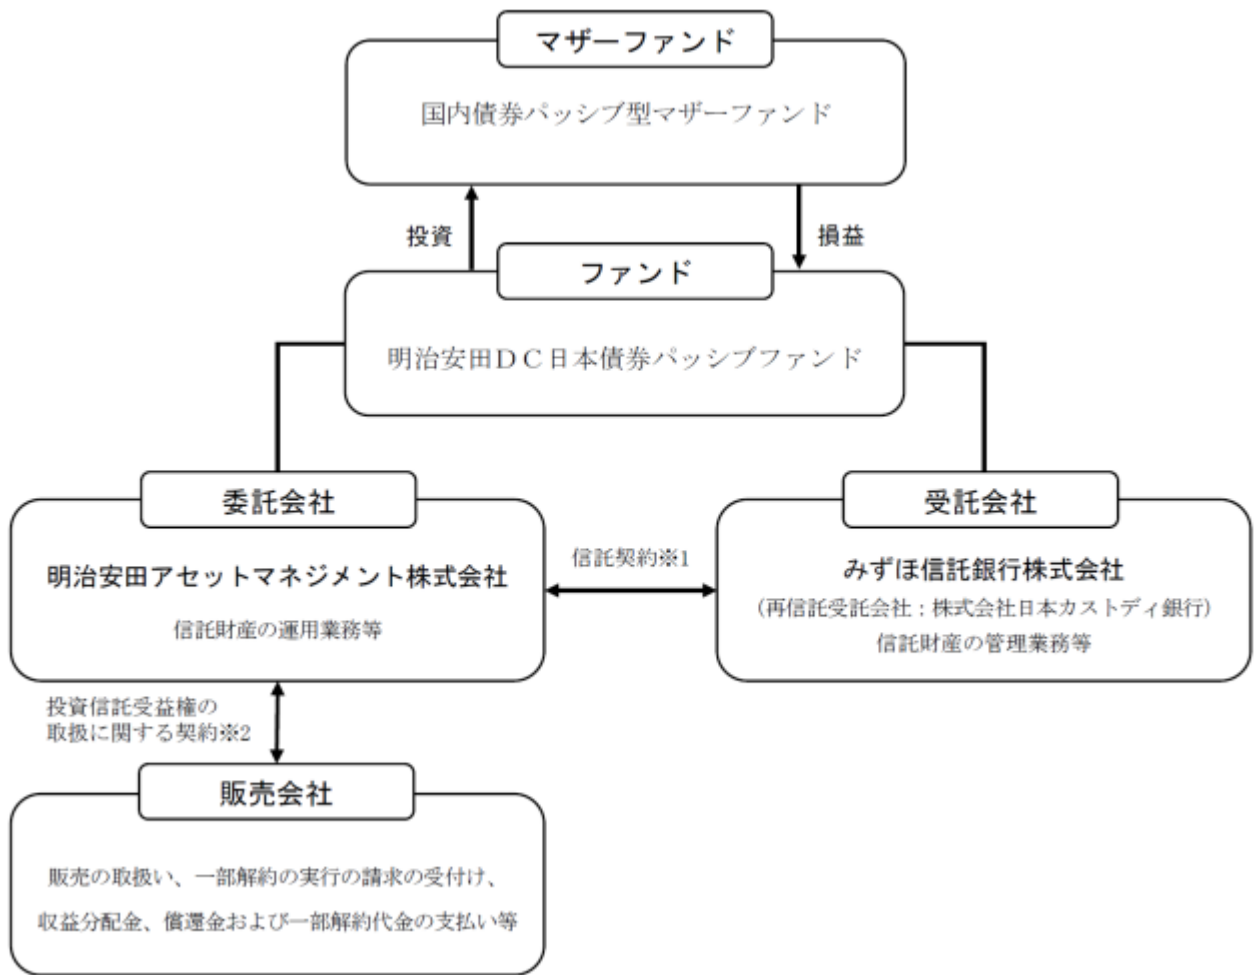 マザーファンド
国内債券パッシブ型マザーファンド
投資
損益
ファンド
明治安田DC日本債券パッシブファンド
委託会社
明治安田アセットマネジメント株式会社
信託財産の運用業務等
信託契約※1
受託会社
みずほ信託銀行株式会社
(再信託受託会社:株式会社日本カストディ銀行)
信託財産の管理業務等
投資信託受益権の
取扱に関する契約※2
販売会社
販売の取扱い、一部解約の実行の請求の受付け、
収益分配金、償還金および一部解約代金の支払い等